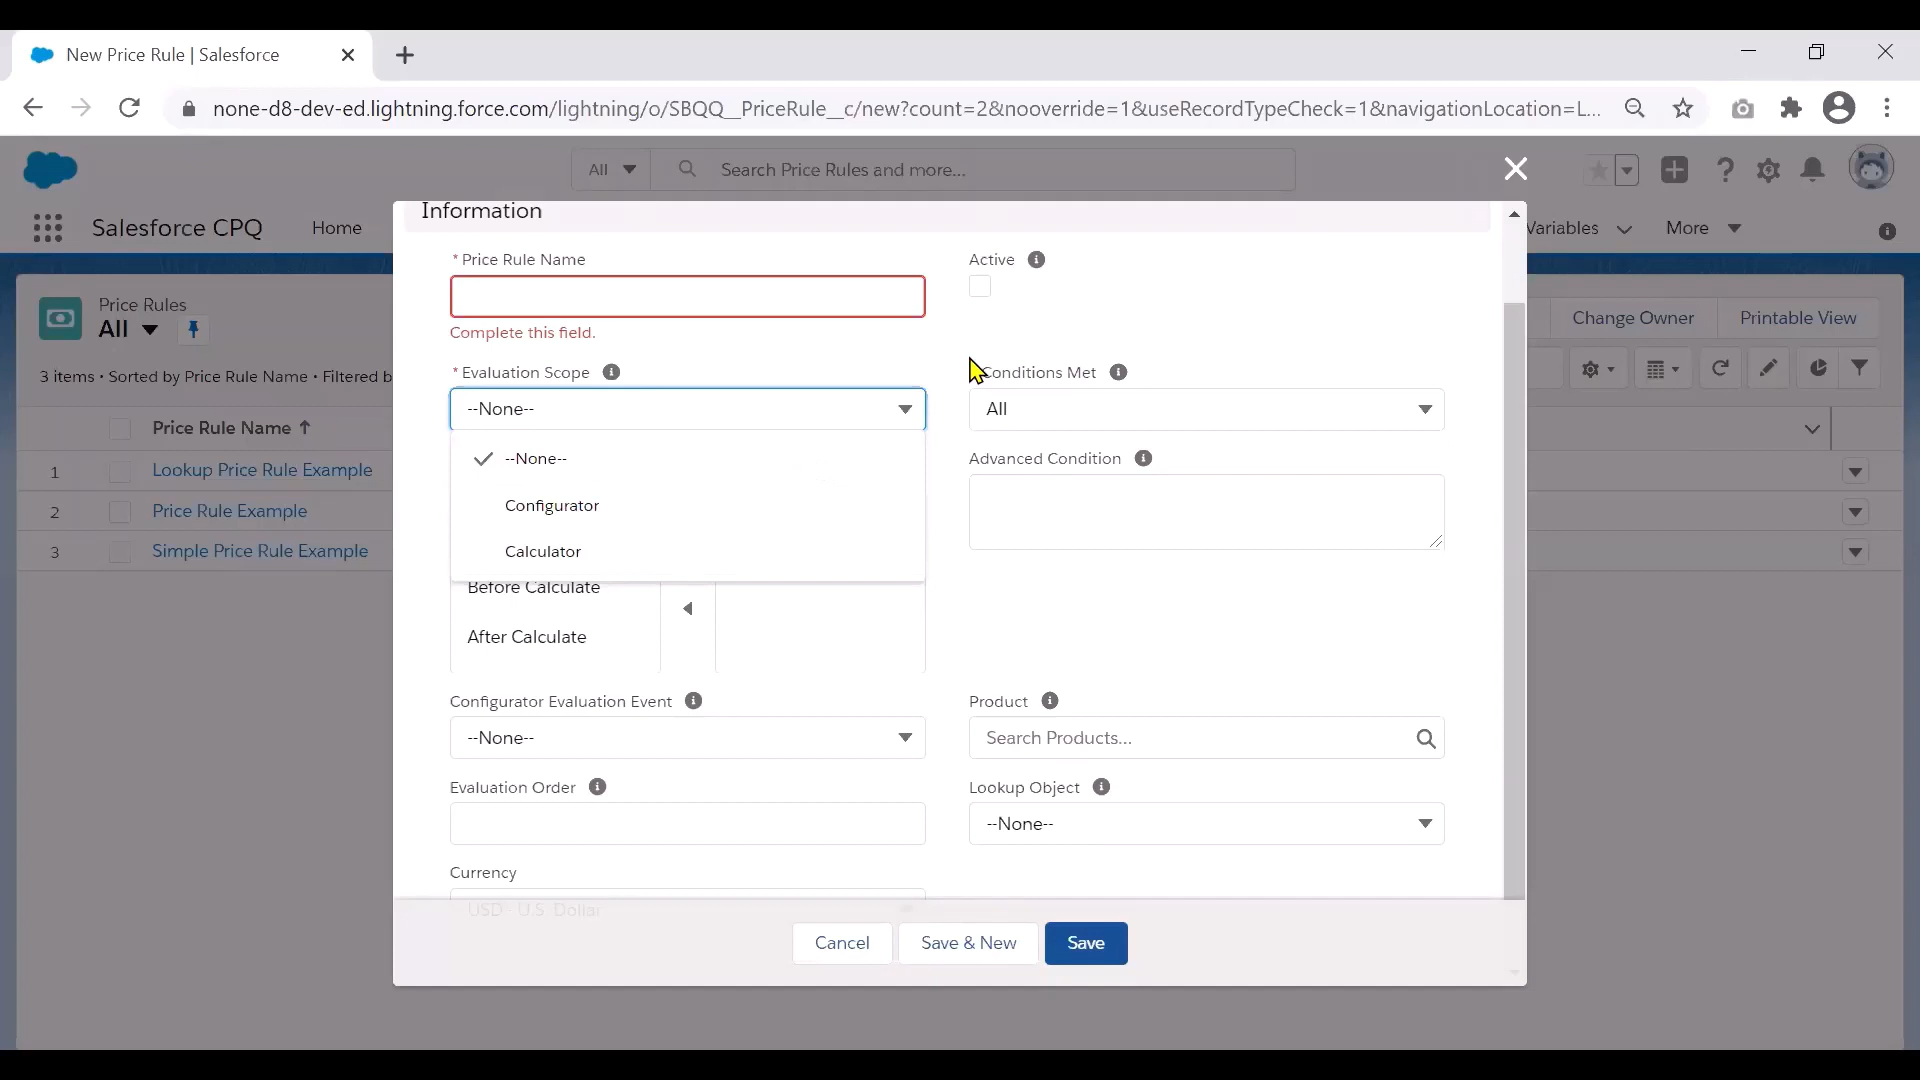 New Price Rule | Salesforce
none-d8-dev-ed.lightning.force.com/lightning/o/SBQQ__PriceRule__c/new?count=2&nooverride=1&useRecordTypeCheck=1&navigationLocation=L...
All
Search Price Rules and more...
Salesforce CPQ
Home
Variables
More
Information
* Price Rule Name
Active
Complete this field.
Price Rules
All
Change Owner
Printable View
3 items • Sorted by Price Rule Name • Filtered b
* Evaluation Scope
Conditions Met
--None--
All
Price Rule Name
--None--
Advanced Condition
1
Lookup Price Rule Example
Configurator
2
Price Rule Example
Calculator
3
Simple Price Rule Example
Before Calculate
After Calculate
Configurator Evaluation Event
Product
--None--
Search Products...
Evaluation Order
Lookup Object
--None--
Currency
USD - U.S. Dollar
Cancel
Save & New
Save